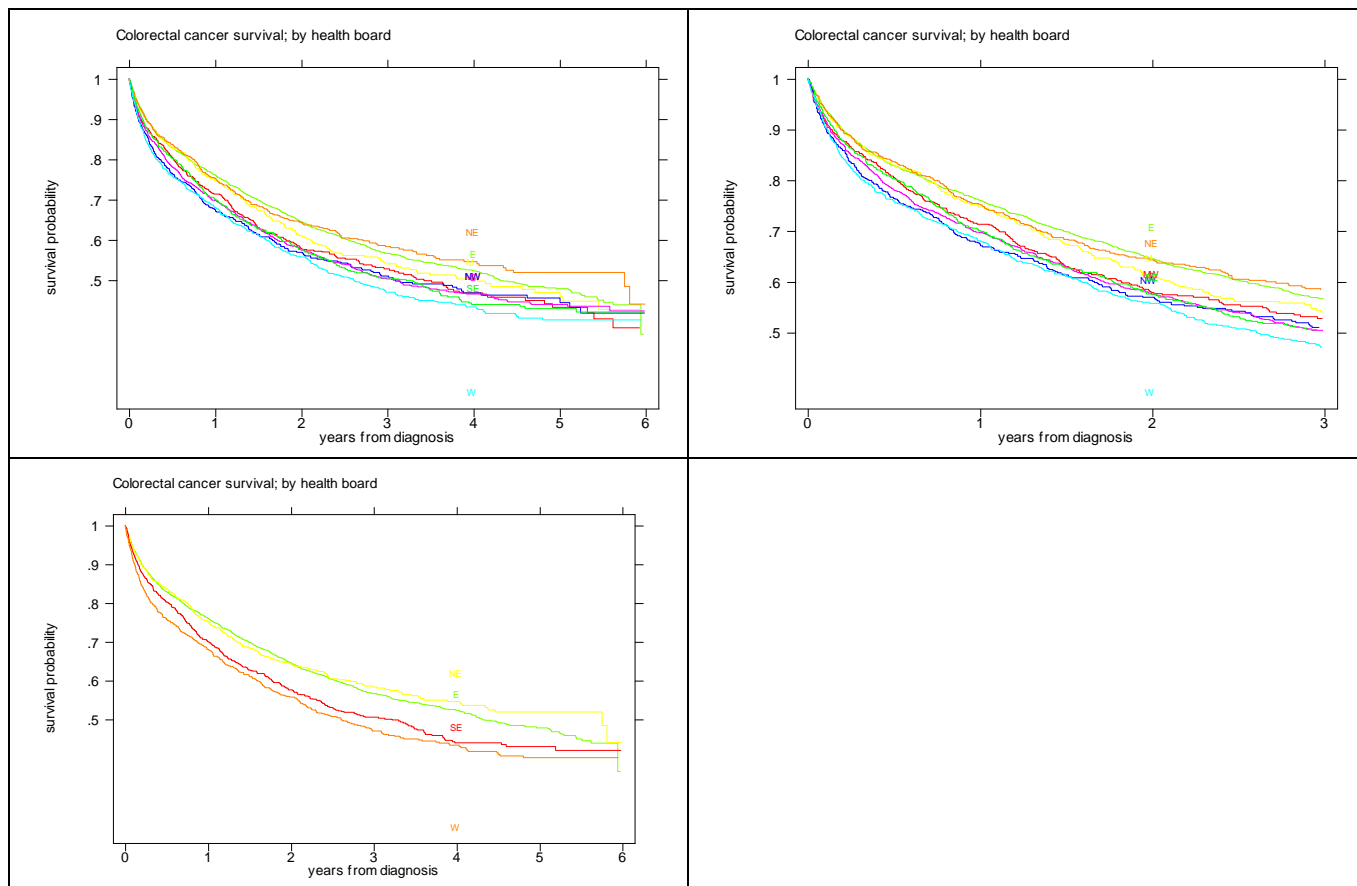 Colorectal cancer survival; by health board
survival probability
1
.9
.8
.7
.6
.5
NE
E
NW
SE
W
0 1 2 3 4 5 6
years from diagnosis
Colorectal cancer survival; by health board
survival probability
1
.9
.8
.7
.6
.5
E
NE
NW
W
0 1 2 3
years from diagnosis
Colorectal cancer survival; by health board
survival probability
1
.9
.8
.7
.6
.5
NE
E
SE
W
0 1 2 3 4 5 6
years from diagnosis